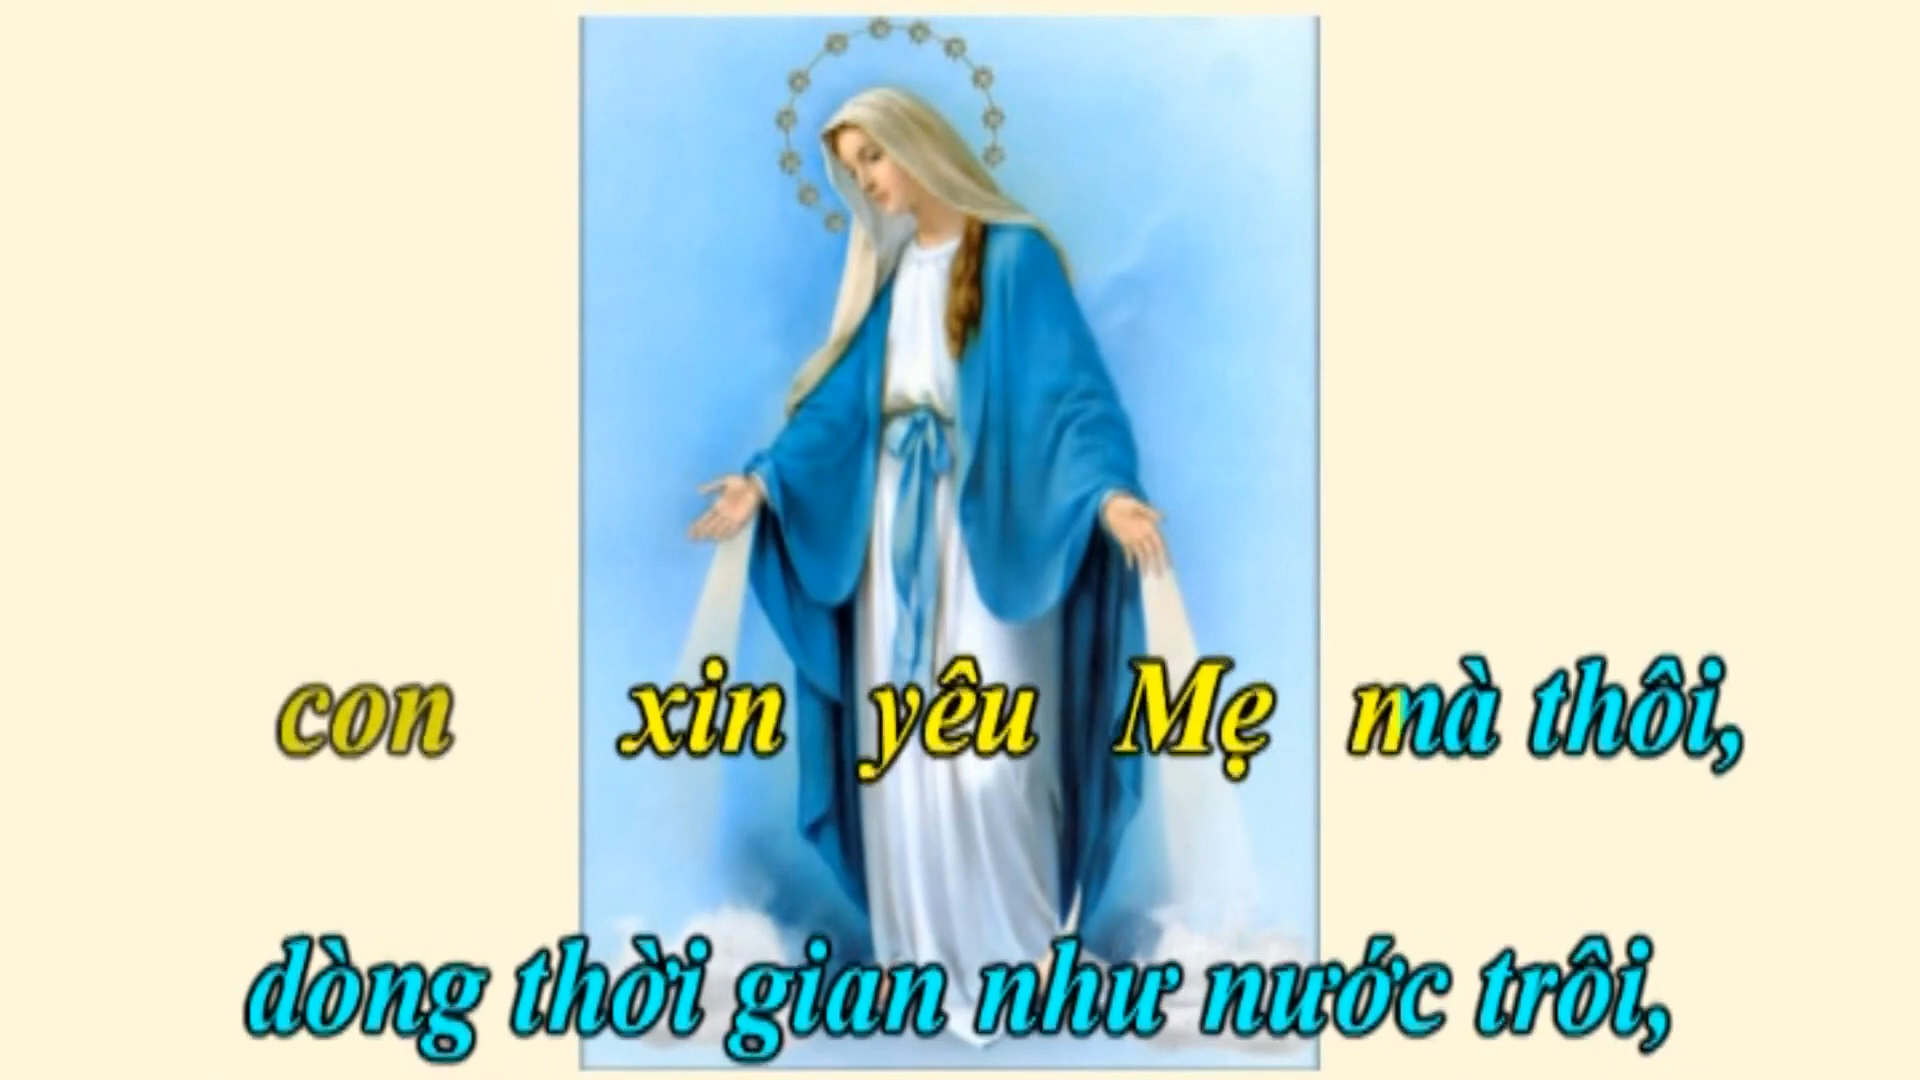 con xin yêu Mẹ mà thôi,
dòng thời gian như nước trôi,